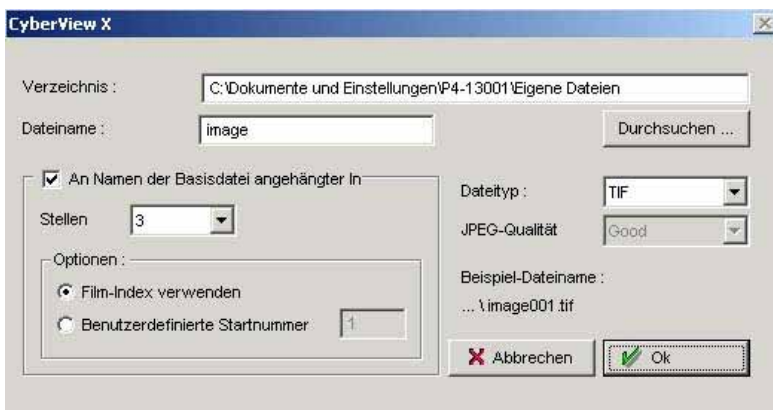 CyberView X
Verzeichnis :
C:\Dokumente und Einstellungen\P4-13001\Eigene Dateien
Dateiname :
image
Durchsuchen ...
An Namen der Basisdatei angehängter In
Stellen
3
Optionen :
Film-Index verwenden
Benutzerdefinierte Startnummer
1
Dateityp :
TIF
JPEG-Qualität
Good
Beispiel-Dateiname :
... \image001.tif
Abbrechen
Ok